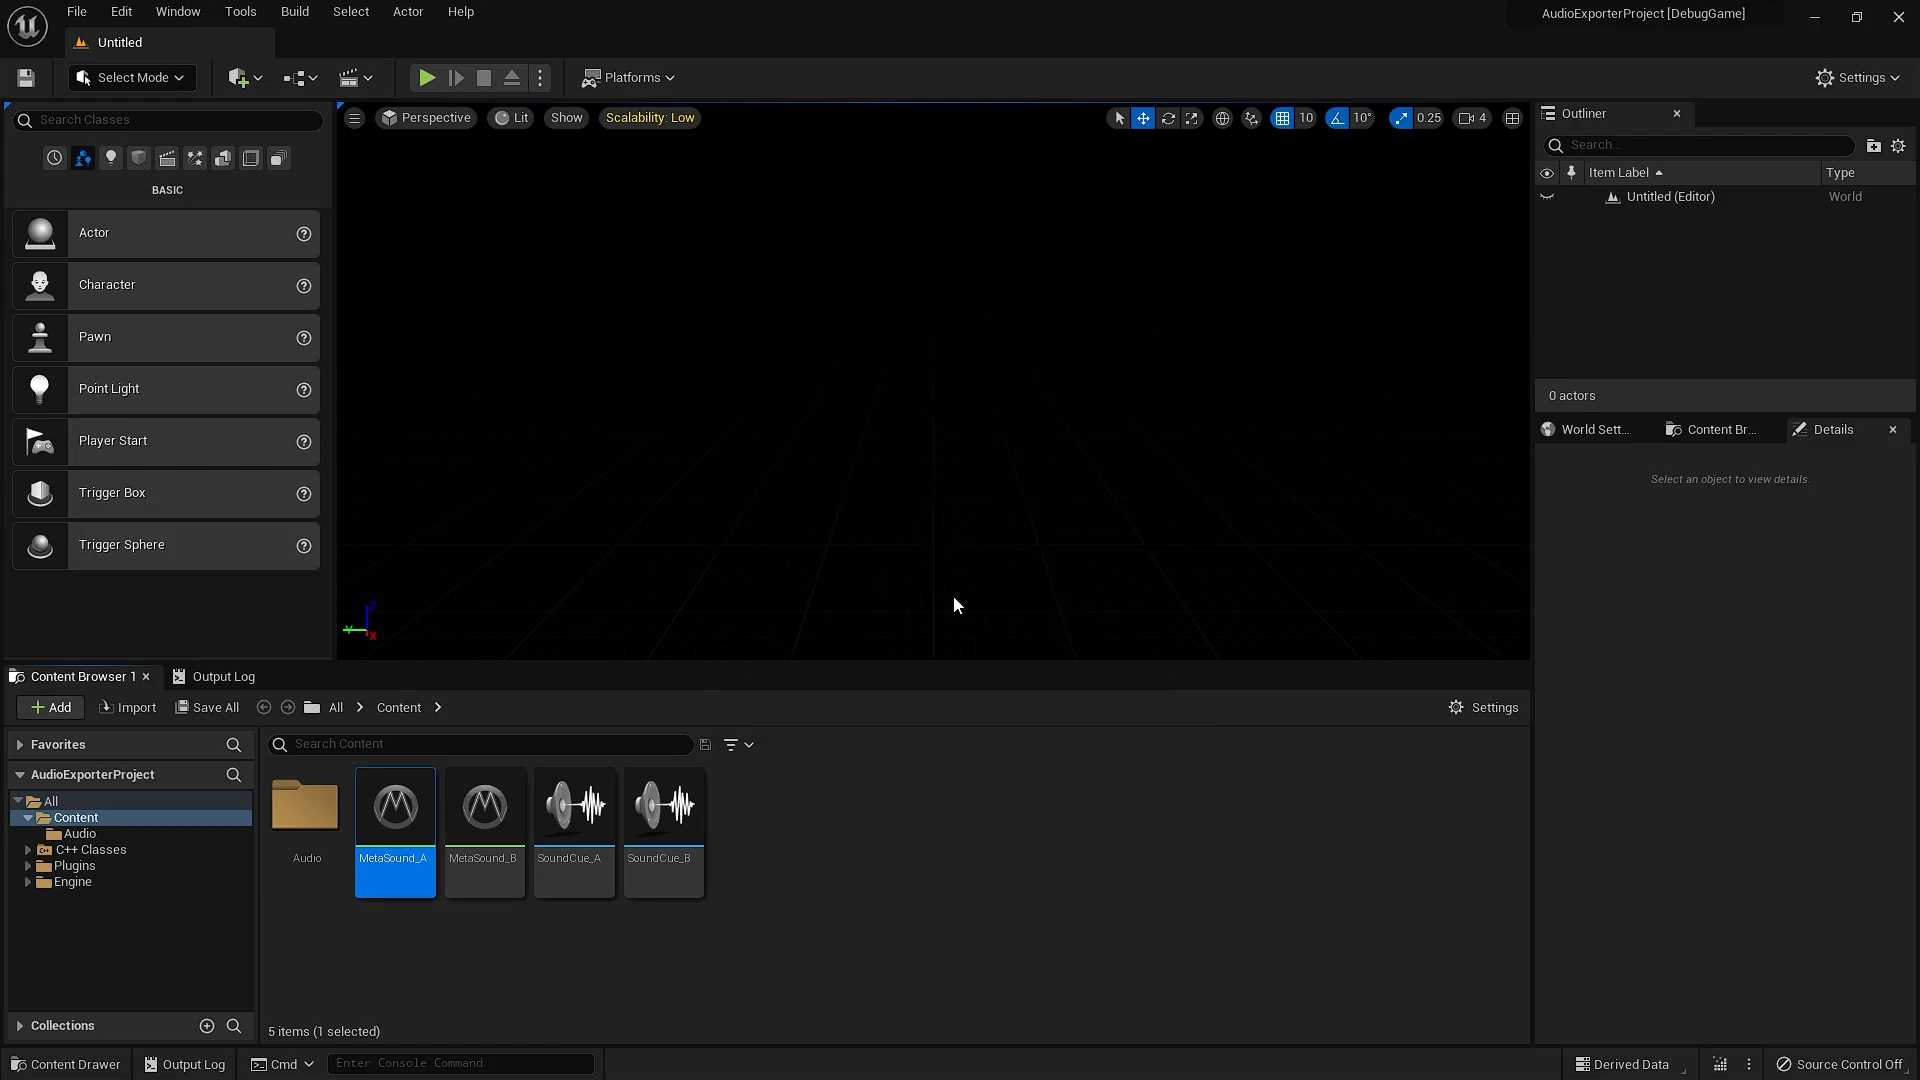 File Edit Window Tools Build Select Actor Help
AudioExporterProject [DebugGame]
Untitled
Select Mode
Platforms
Settings
Search Classes
Perspective
Lit
Show
Scalability: Low
10
10°
0.25
4
Outliner
Search...
BASIC
Item Label
Type
Untitled (Editor)
World
Actor
Character
Pawn
Point Light
Player Start
Trigger Box
Trigger Sphere
0 actors
World Sett...
Content Br...
Details
Select an object to view details.
Z
Y
X
Content Browser 1
Output Log
Add
Import
Save All
All
Content
Settings
Favorites
Search Content
AudioExporterProject
All
Content
Audio
C++ Classes
Plugins
Engine
Audio
MetaSound_A
MetaSound_B
SoundCue_A
SoundCue_B
Collections
5 items (1 selected)
Content Drawer
Output Log
Cmd
Enter Console Command
Derived Data
Source Control Off